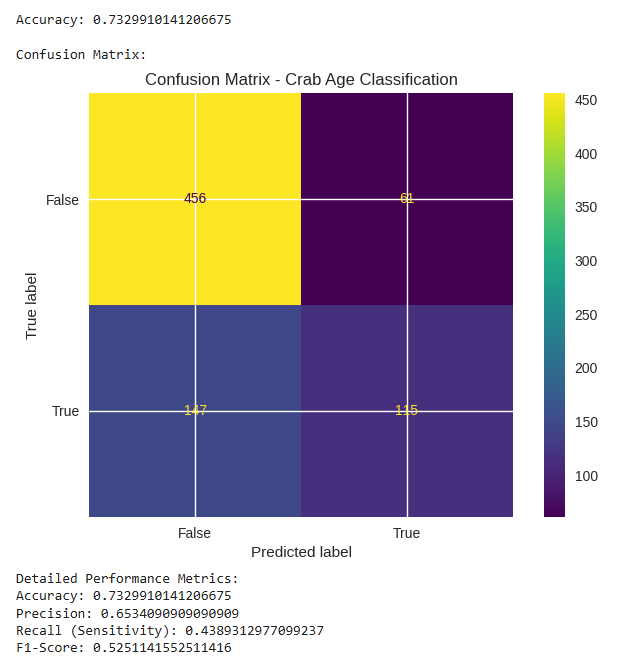 Accuracy: 0.7329910141206675
Confusion Matrix:
Confusion Matrix - Crab Age Classification
450
400
350
300
250
200
150
100
False
456
61
True label
True
147
115
False
True
Predicted label
Detailed Performance Metrics:
Accuracy: 0.7329910141206675
Precision: 0.6534090909090909
Recall (Sensitivity): 0.4389312977099237
F1-Score: 0.5251141552511416